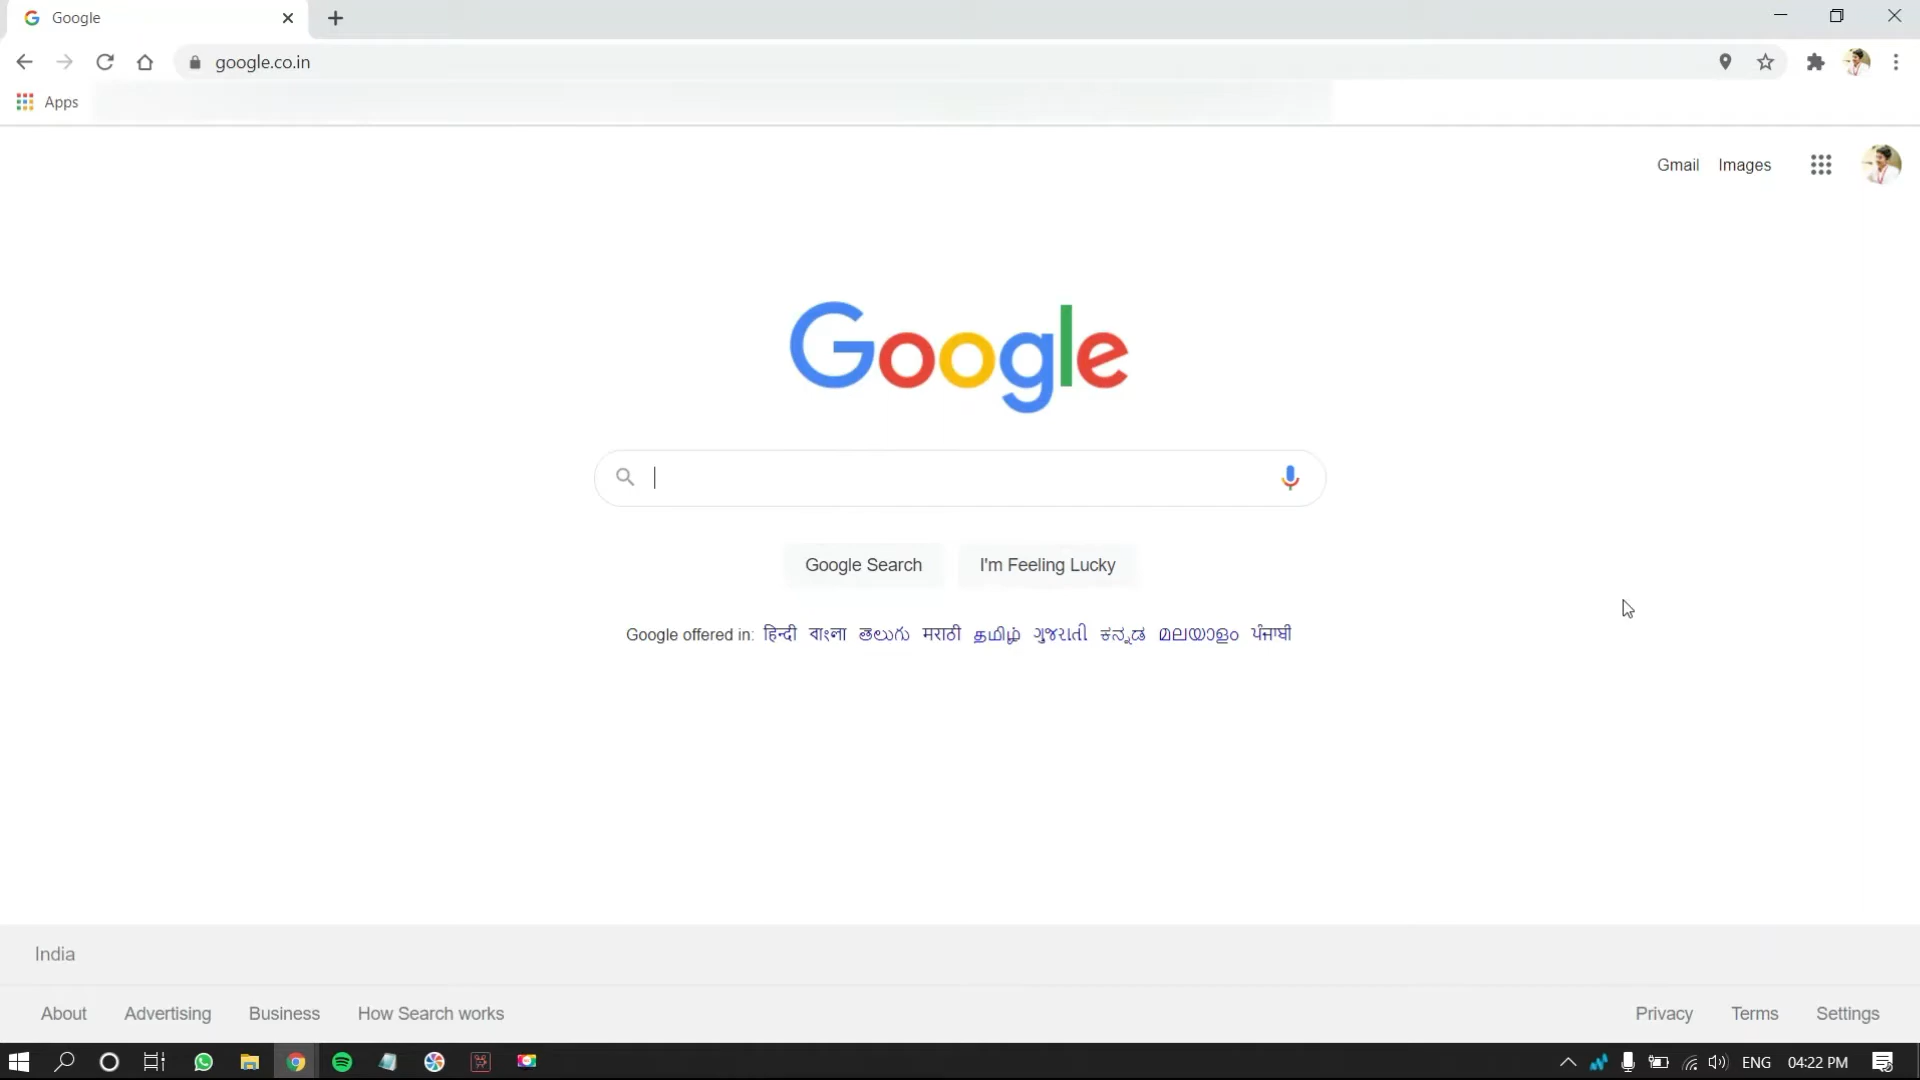 Google
google.co.in
Apps
Gmail Images
Google
Google Search I'm Feeling Lucky
Google offered in: हिन्दी বাংলা తెలుగు मराठी தமிழ் ગુજરાતી ಕನ್ನಡ മലയാളം ਪੰਜਾਬੀ
India
About Advertising Business How Search works Privacy Terms Settings
ENG 04:22 PM